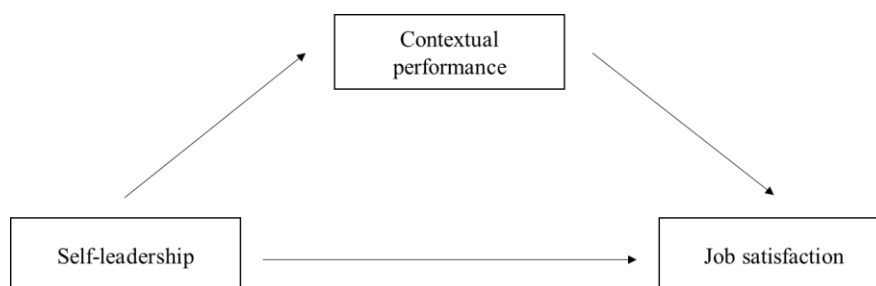 Contextual
performance
Self-leadership
Job satisfaction